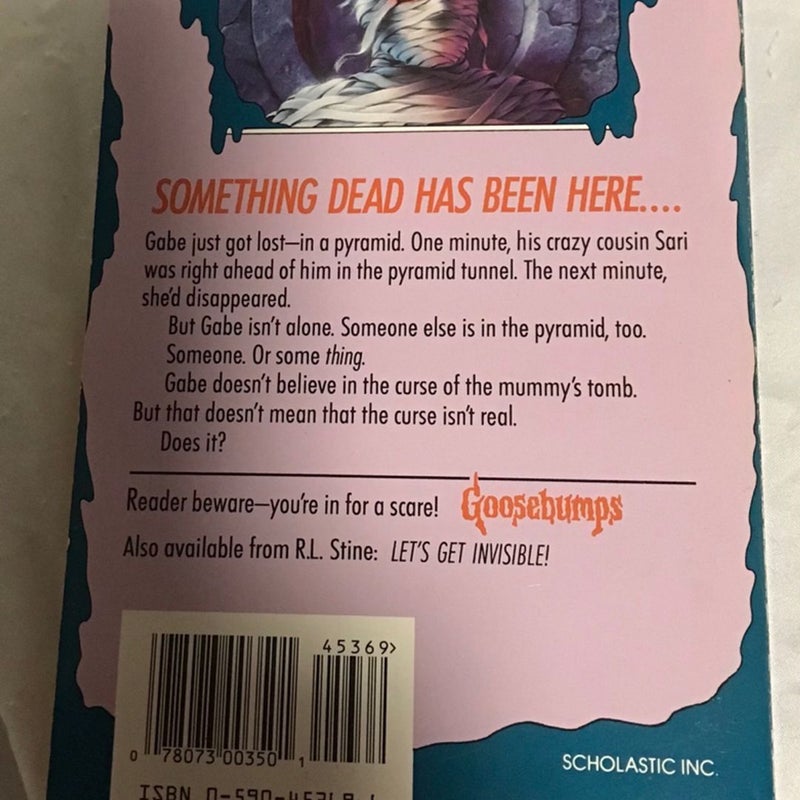 SOMETHING DEAD HAS BEEN HERE....
Gabe just got lost—in a pyramid. One minute, his crazy cousin Sari
was right ahead of him in the pyramid tunnel. The next minute,
she'd disappeared.
But Gabe isn't alone. Someone else is in the pyramid, too.
Someone. Or some thing.
Gabe doesn't believe in the curse of the mummy's tomb.
But that doesn't mean that the curse isn't real.
Does it?
Reader beware—you're in for a scare! Goosebumps
Also available from R.L. Stine: LET'S GET INVISIBLE!
45369>
0 78073 00350 1
ISBN 0-590-
SCHOLASTIC INC.